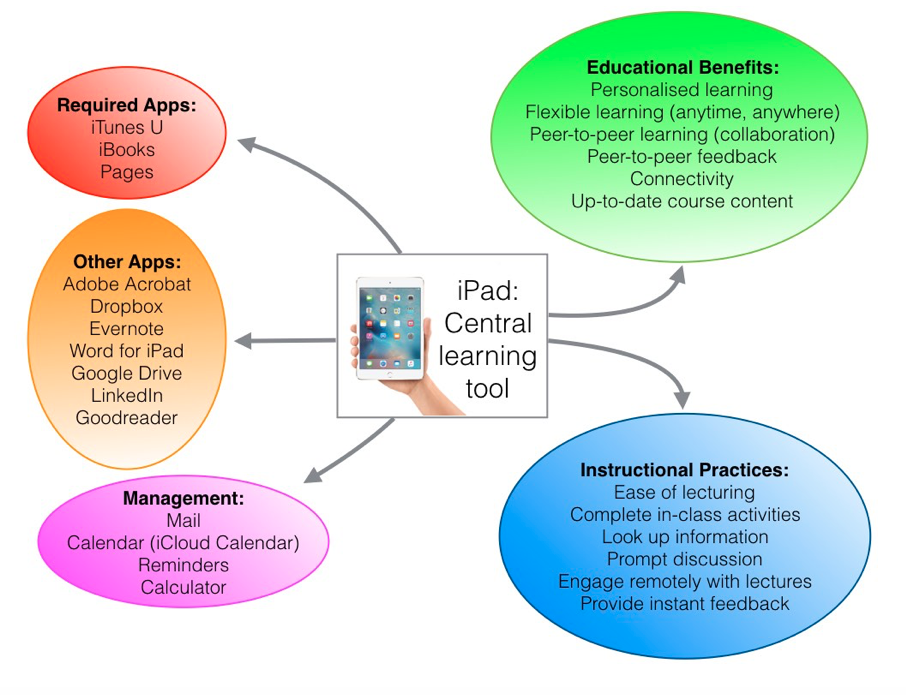 Required Apps:
iTunes U
iBooks
Pages
Other Apps:
Adobe Acrobat
Dropbox
Evernote
Word for iPad
Google Drive
LinkedIn
Goodreader
Management:
Mail
Calendar (iCloud Calendar)
Reminders
Calculator
iPad:
Central
learning
tool
Educational Benefits:
Personalised learning
Flexible learning (anytime, anywhere)
Peer-to-peer learning (collaboration)
Peer-to-peer feedback
Connectivity
Up-to-date course content
Instructional Practices:
Ease of lecturing
Complete in-class activities
Look up information
Prompt discussion
Engage remotely with lectures
Provide instant feedback